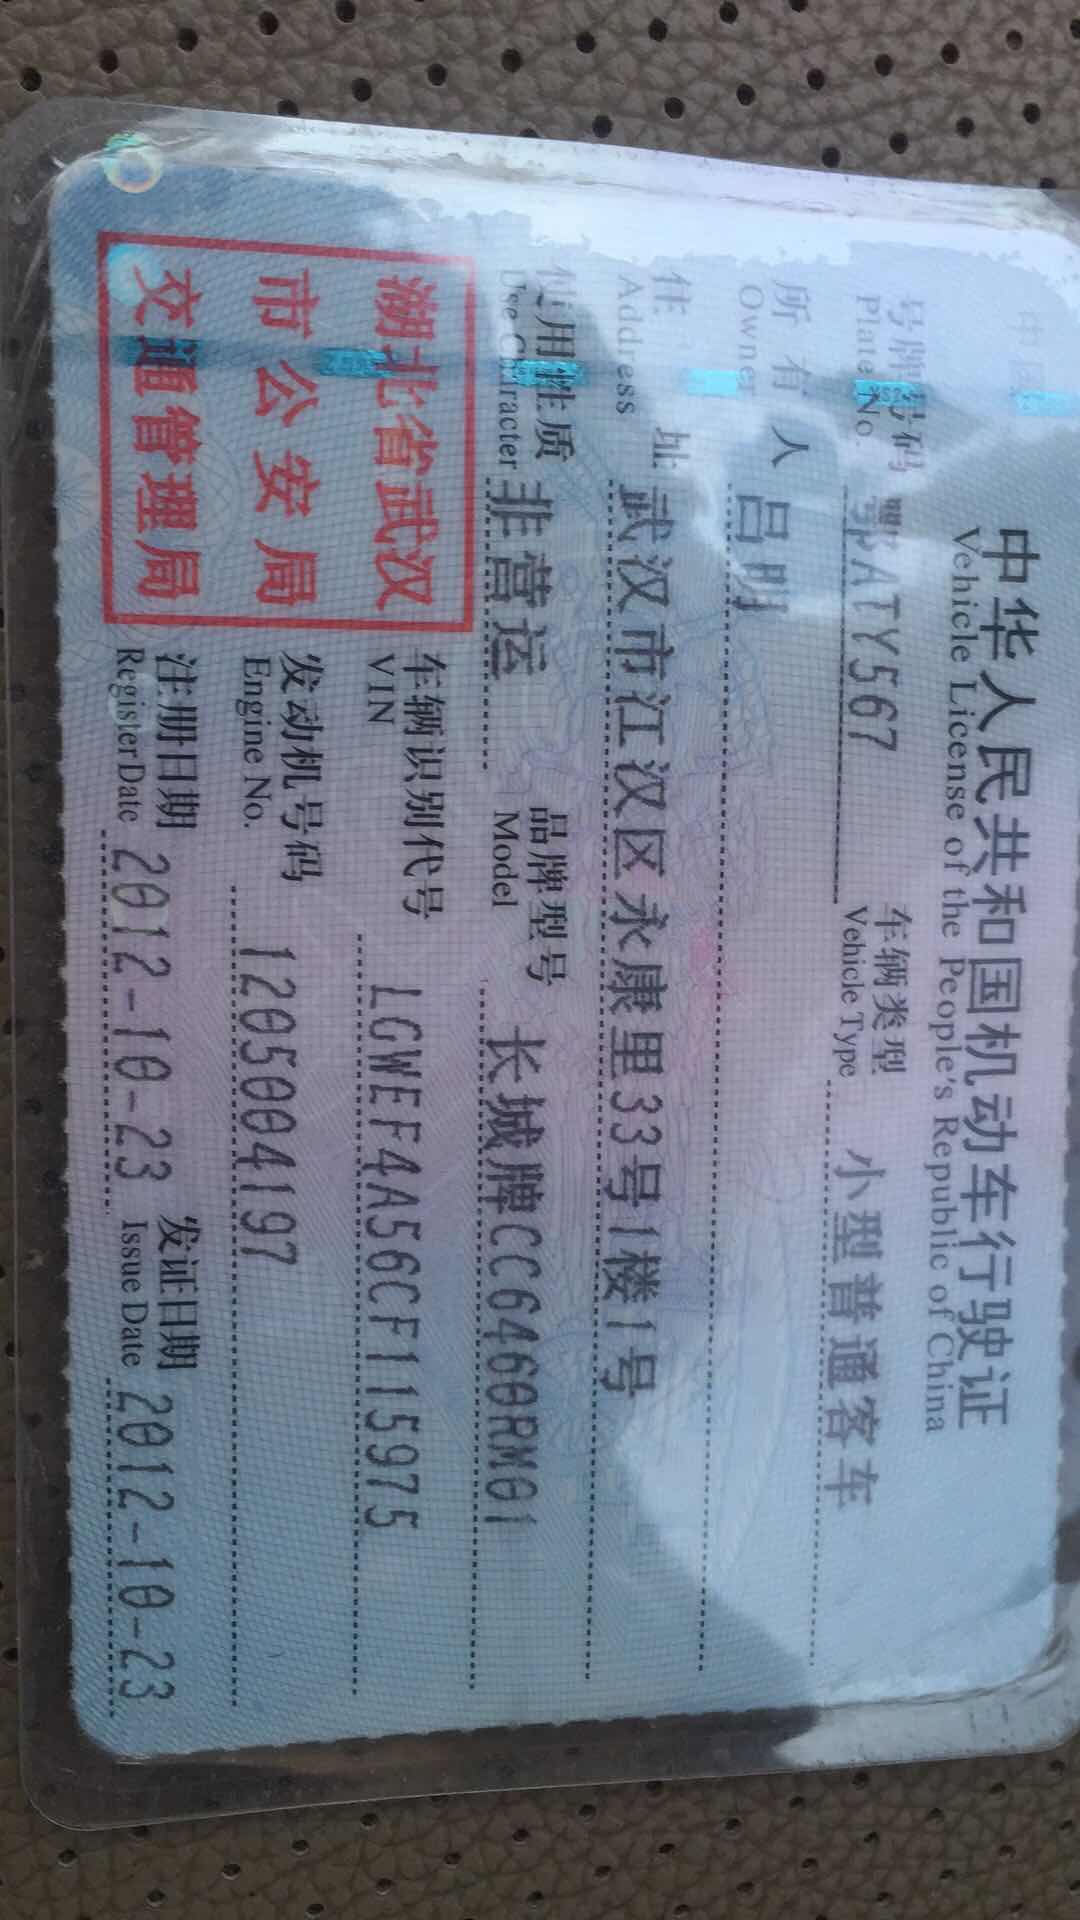 中华人民共和国机动车行驶证
Vehicle License of the People's Republic of China
号牌号码 鄂ATY567 车辆类型 小型普通客车
Plate No. Vehicle Type
所有人 吕明
Owner
住址 武汉市江汉区永康里33号1楼1号
Address
使用性质 非营运 品牌型号 长城牌CC6460RM01
Use Character Model
湖北省武汉
市公安局
交通管理局
车辆识别代号 LGWEF4A56CF115975
VIN
发动机号码 1205004197
Engine No.
注册日期 2012-10-23 发证日期 2012-10-23
Register Date Issue Date